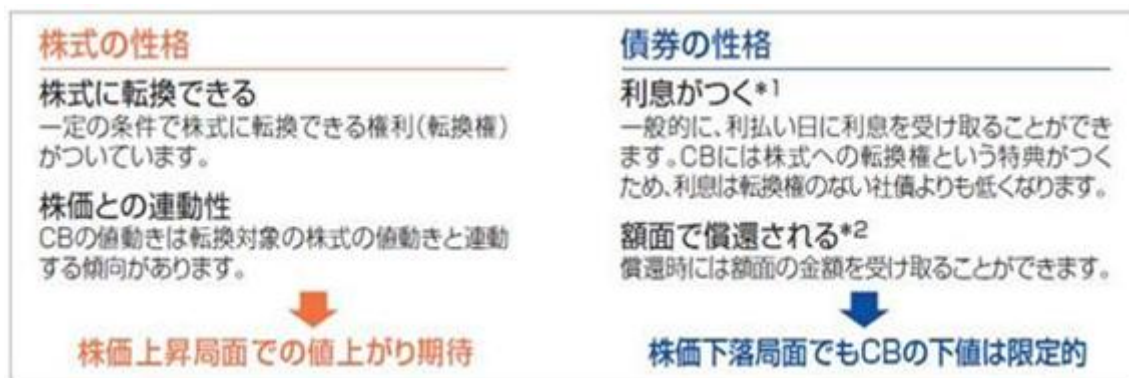 株式の性格
株式に転換できる
一定の条件で株式に転換できる権利(転換権)
がついています。
株価との連動性
CBの値動きは転換対象の株式の値動きと連動
する傾向があります。
株価上昇局面での値上がり期待
債券の性格
利息がつく*1
一般的に、利払い日に利息を受け取ることができ
ます。CBには株式への転換権という特典がつく
ため、利息は転換権のない社債よりも低くなります。
額面で償還される*2
償還時には額面の金額を受け取ることができます。
株価下落局面でもCBの下値は限定的